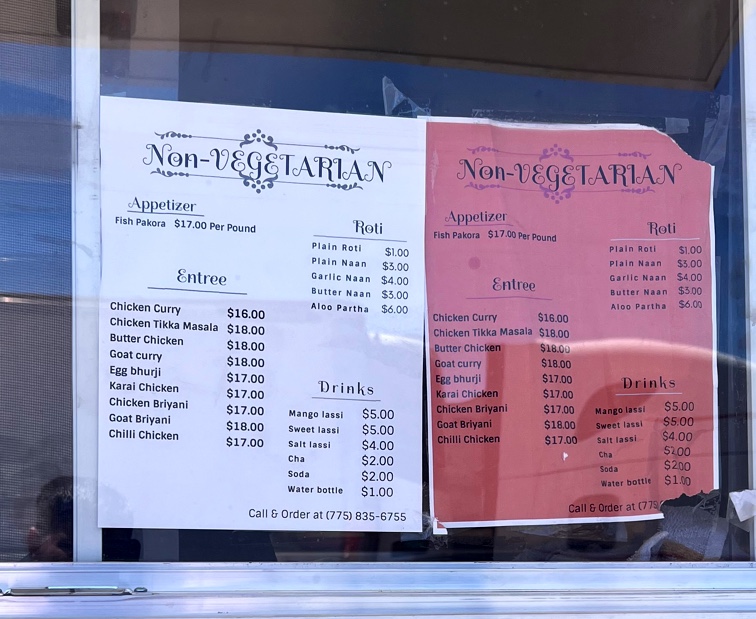 Non-VEGETARIAN
Appetizer
Fish Pakora $17.00 Per Pound
Roti
Plain Roti $1.00
Plain Naan $3.00
Garlic Naan $4.00
Butter Naan $3.00
Aloo Partha $6.00
Entree
Chicken Curry $16.00
Chicken Tikka Masala $18.00
Butter Chicken $18.00
Goat curry $18.00
Egg bhurji $17.00
Karai Chicken $17.00
Chicken Briyani $17.00
Goat Briyani $18.00
Chilli Chicken $17.00
Drinks
Mango lassi $5.00
Sweet lassi $5.00
Salt lassi $4.00
Cha $2.00
Soda $2.00
Water bottle $1.00
Call & Order at (775) 835-6755
Non-VEGETARIAN
Appetizer
Fish Pakora $17.00 Per Pound
Roti
Plain Roti $1.00
Plain Naan $3.00
Garlic Naan $4.00
Butter Naan $3.00
Aloo Partha $6.00
Entree
Chicken Curry $16.00
Chicken Tikka Masala $18.00
Butter Chicken $18.00
Goat curry $18.00
Egg bhurji $17.00
Karai Chicken $17.00
Chicken Briyani $17.00
Goat Briyani $18.00
Chilli Chicken $17.00
Drinks
Mango lassi $5.00
Sweet lassi $5.00
Salt lassi $4.00
Cha $2.00
Soda $2.00
Water bottle $1.00
Call & Order at (775